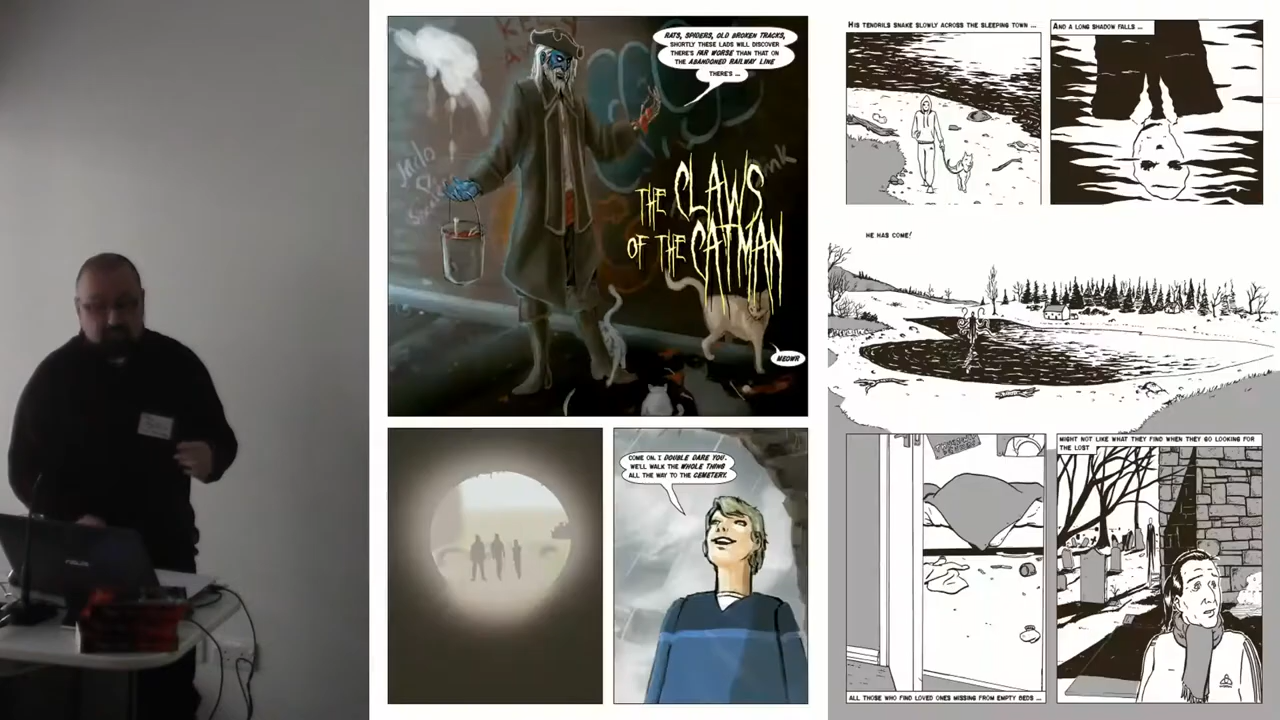 RATS, SPIDERS, OLD BROKEN TRACKS,
SHORTLY THESE LADS WILL DISCOVER
THERE'S FAR WORSE THAN THAT ON
THE ABANDONED RAILWAY LINE
THERE'S ...
THE CLAWS
OF THE CATMAN
MEOWR
COME ON. I DOUBLE DARE YOU.
WE'LL WALK THE WHOLE THING
ALL THE WAY TO THE CEMETERY.
HIS TENDRILS SNAKE SLOWLY ACROSS THE SLEEPING TOWN ...
AND A LONG SHADOW FALLS ...
HE HAS COME!
ALL THOSE WHO FIND LOVED ONES MISSING FROM EMPTY BEDS ...
MIGHT NOT LIKE WHAT THEY FIND WHEN THEY GO LOOKING FOR
THE LOST
ASUS